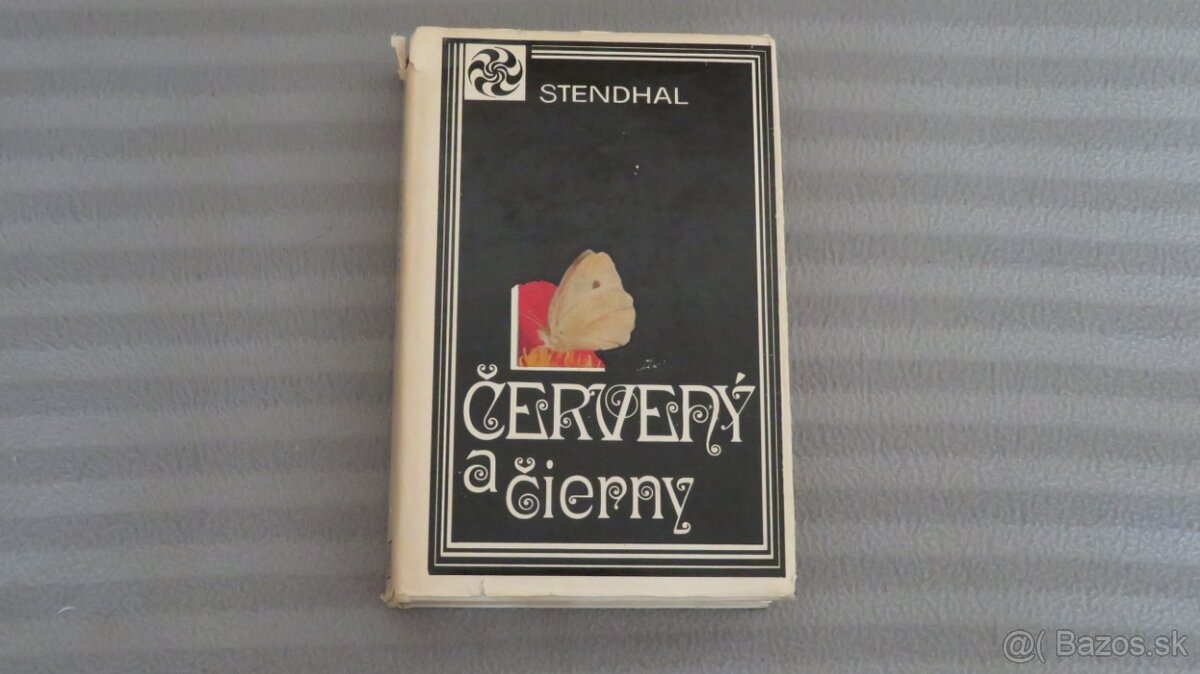 STENDHAL
ČERVENÝ
a čierny
@( Bazos.sk